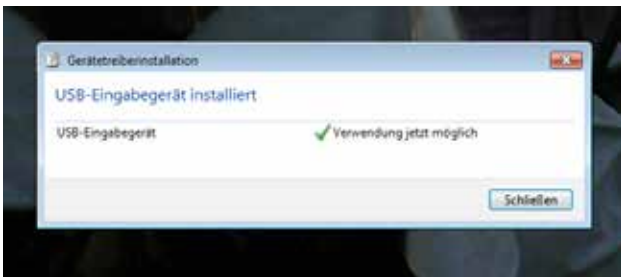 Gerätetreiberinstallation
USB-Eingabegerät installiert
USB-Eingabegerät
Verwendung jetzt möglich
Schließen